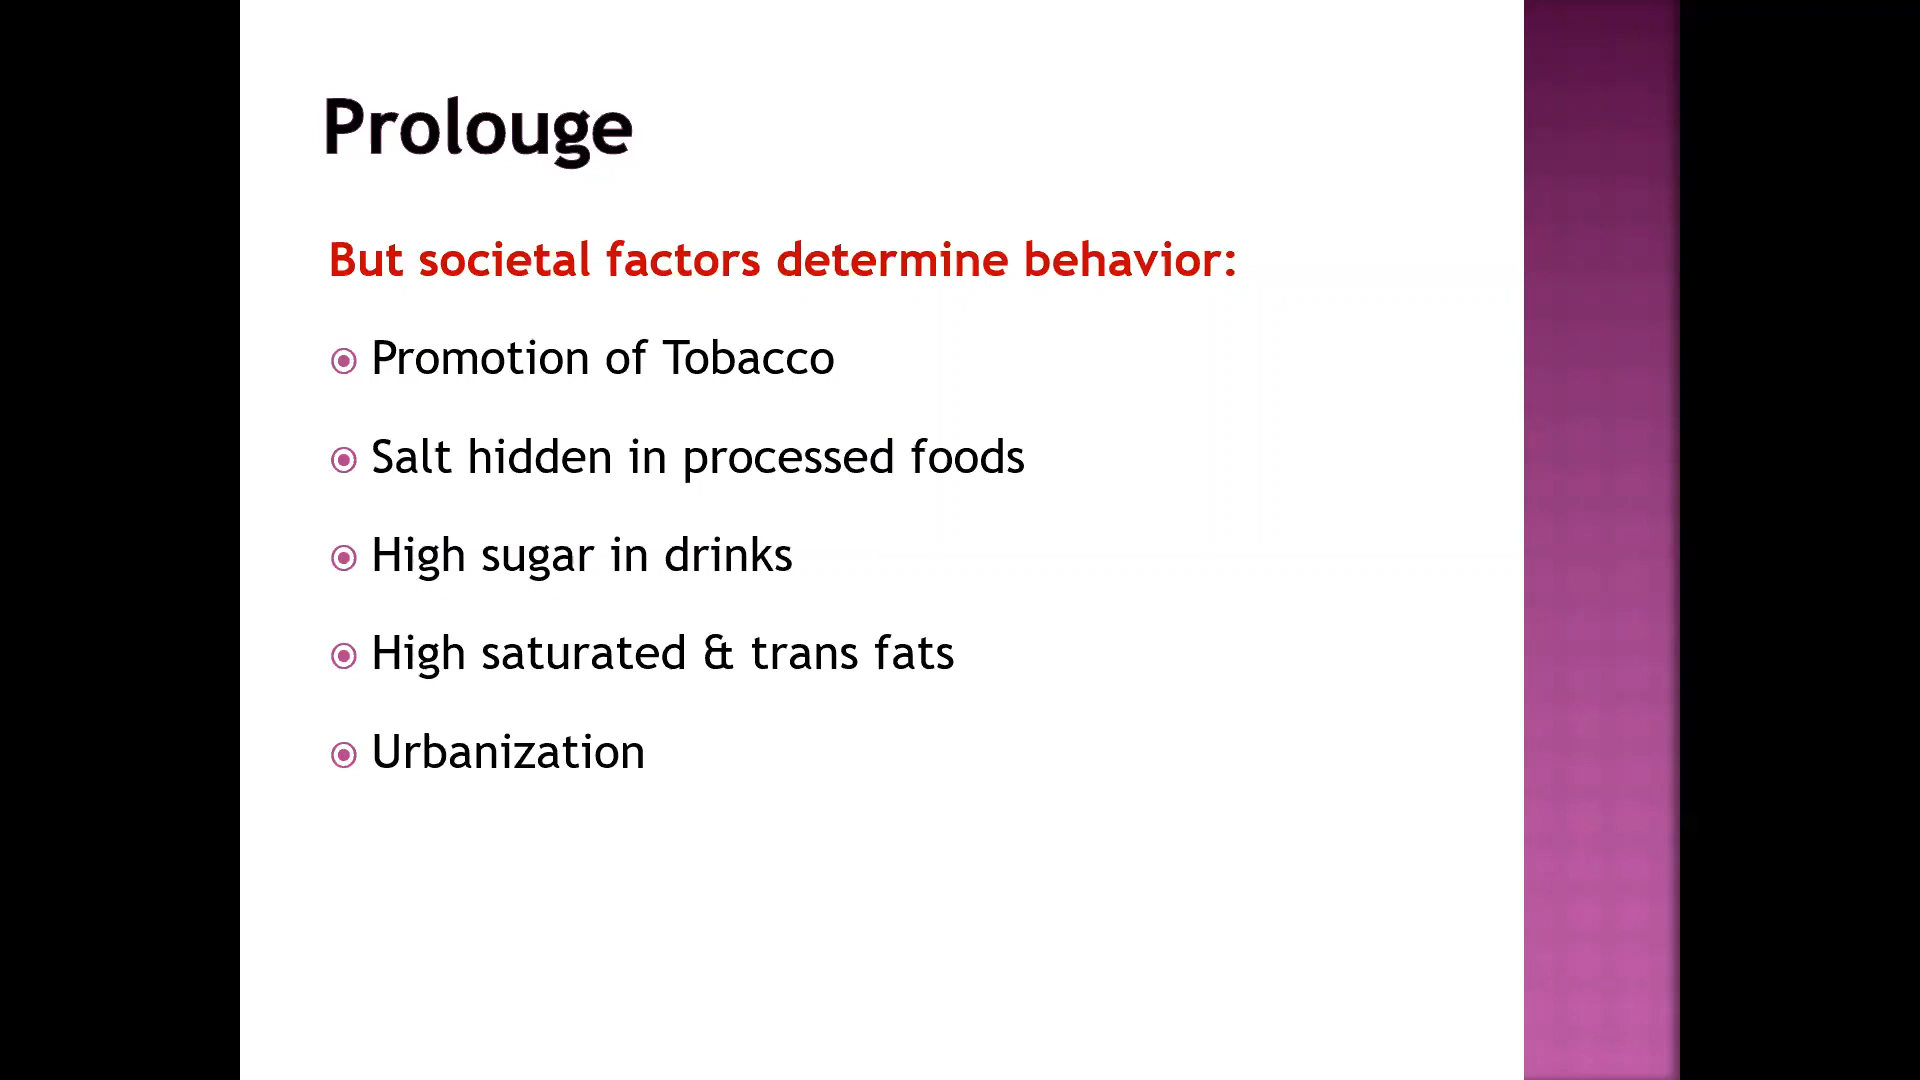 Prolouge
But societal factors determine behavior:
Promotion of Tobacco
Salt hidden in processed foods
High sugar in drinks
High saturated & trans fats
Urbanization